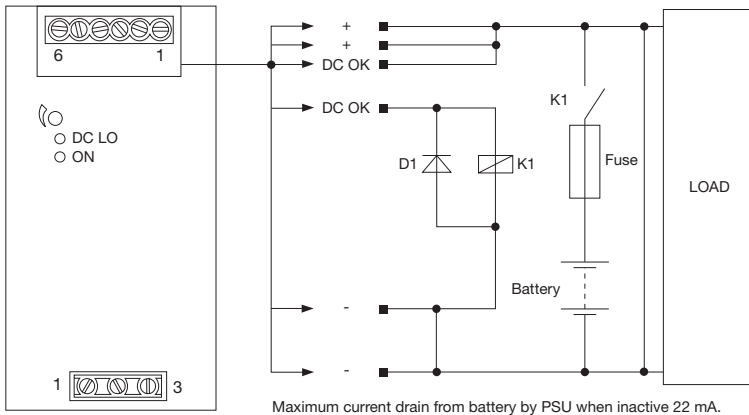 6 1
DC LO
ON
1 3
+
+
DC OK
DC OK
D1
K1
-
-
K1
Fuse
Battery
LOAD
Maximum current drain from battery by PSU when inactive 22 mA.